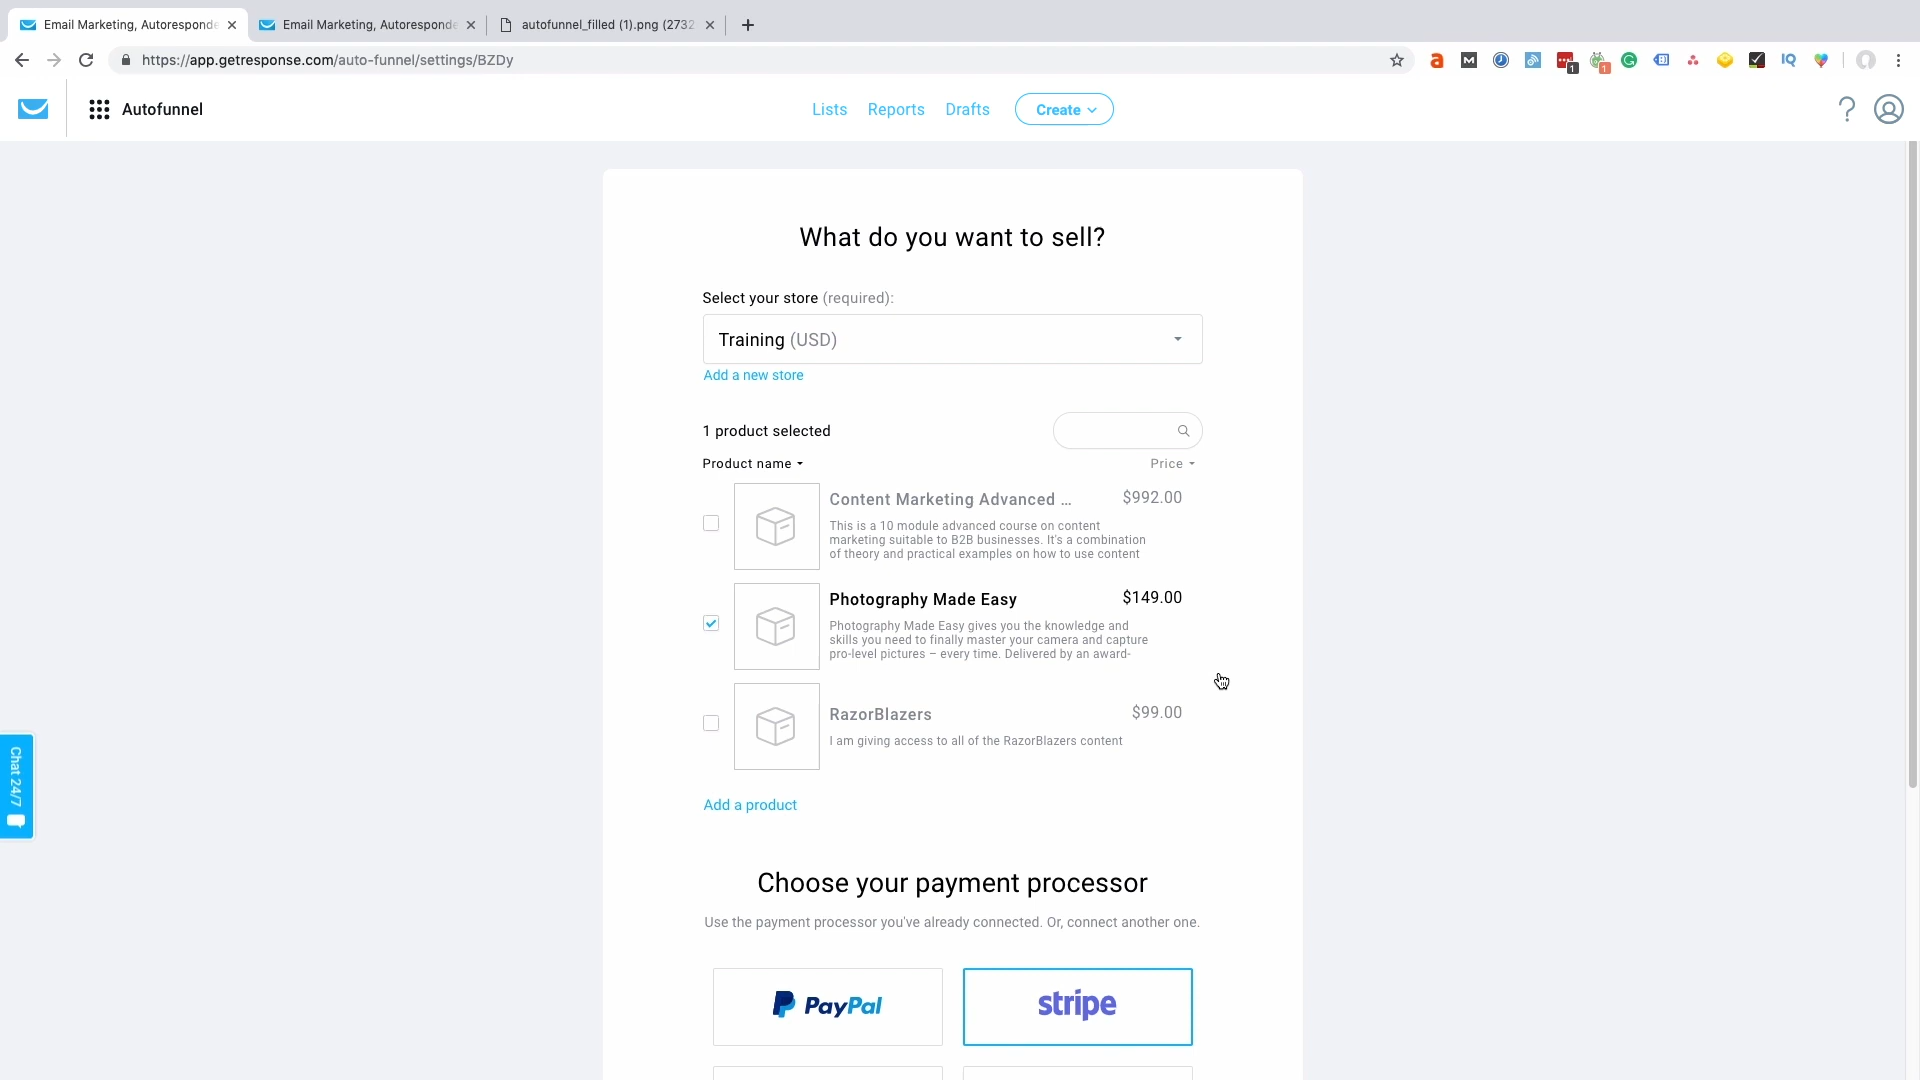 Email Marketing, Autoresponde
Email Marketing, Autoresponde
autofunnel_filled (1).png (2732
https://app.getresponse.com/auto-funnel/settings/BZDy
Autofunnel
Lists
Reports
Drafts
Create
What do you want to sell?
Select your store (required):
Training (USD)
Add a new store
1 product selected
Product name
Price
Content Marketing Advanced ...
$992.00
This is a 10 module advanced course on content
marketing suitable to B2B businesses. It's a combination
of theory and practical examples on how to use content
Photography Made Easy
$149.00
Photography Made Easy gives you the knowledge and
skills you need to finally master your camera and capture
pro-level pictures – every time. Delivered by an award-
RazorBlazers
$99.00
I am giving access to all of the RazorBlazers content
Add a product
Chat 24/7
Choose your payment processor
Use the payment processor you've already connected. Or, connect another one.
PayPal
stripe